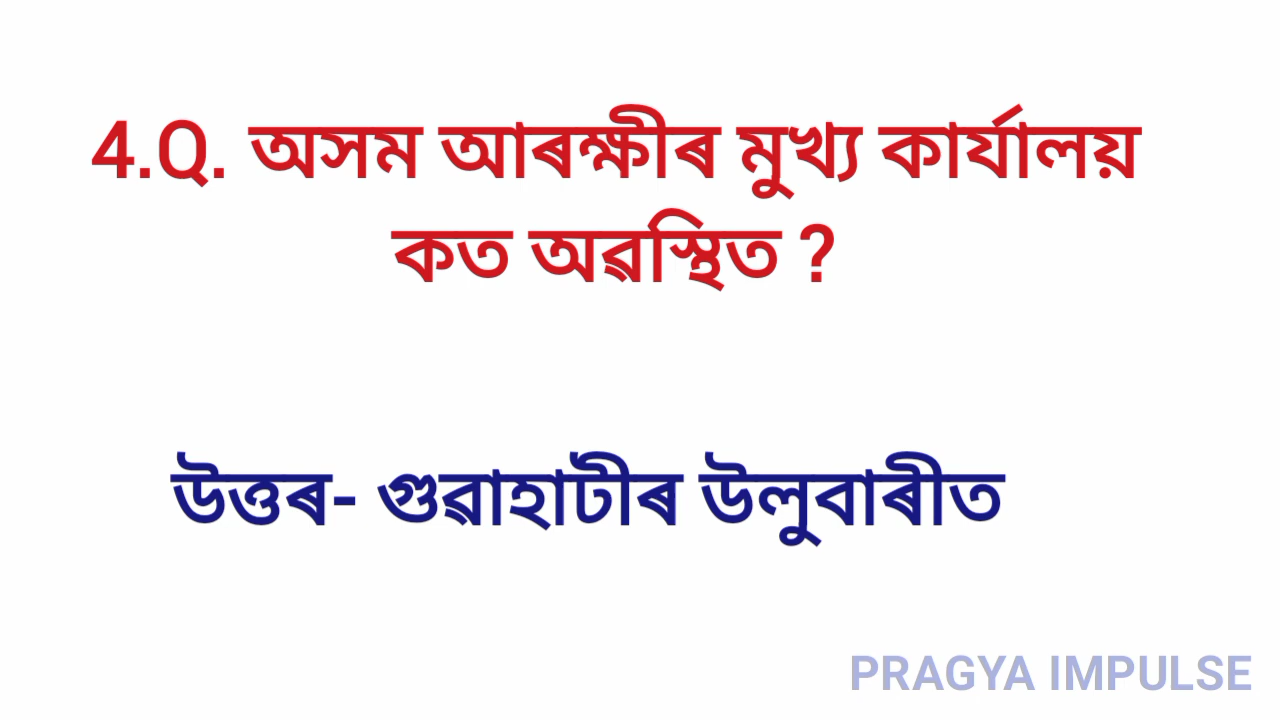 4.Q. অসম আৰক্ষীৰ মুখ্য কাৰ্যালয়
কত অৱস্থিত ?
উত্তৰ- গুৱাহাটীৰ উলুবাৰীত
PRAGYA IMPULSE